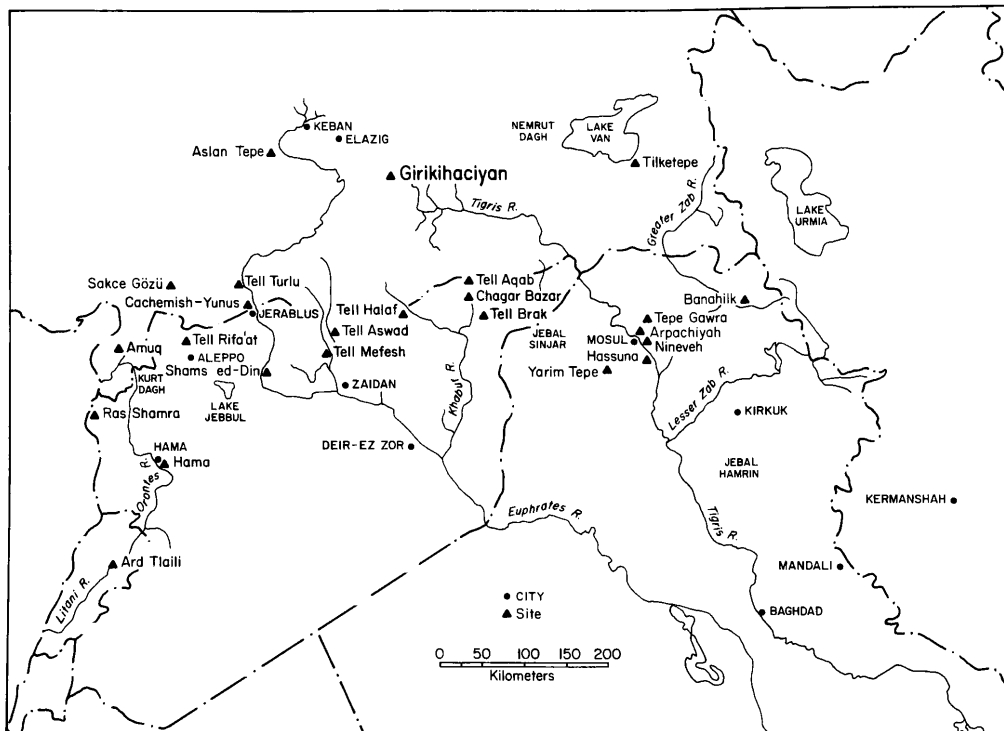 KEBAN
ELAZIG
Aslan Tepe
NEMRUT
DAGH
LAKE
VAN
Tilketepe
Girikihaciyan
Tigris R.
Greater Zab R.
LAKE
URMIA
Sakce Gözü
Tell Turlu
Cachemish-Yunus
JERABLUS
Tell Halaf
Tell Aqab
Chagar Bazar
Tell Brak
Banahilk
Tell Aswad
Tell Rifa'at
ALEPPO
Tell Mefesh
Amuq
Shams ed-Din
KURT
DAGH
LAKE
JEBBUL
ZAIDAN
Khabur R.
JEBAL
SINJAR
Tepe Gawra
Arpachiyah
MOSUL
Nineveh
Hassuna
Yarim Tepe
Lesser Zab R.
KIRKUK
Ras Shamra
HAMA
Hama
Orontes R.
DEIR-EZ ZOR
JEBAL
HAMRIN
KERMANSHAH
Euphrates R.
Tigris R.
Ard Tlaili
Litani R.
MANDALI
BAGHDAD
CITY
Site
0 50 100 150 200
Kilometers